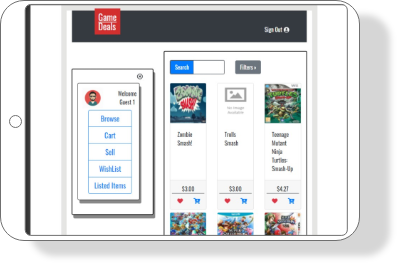 Game
Deals
Sign Out
Search
Filters »
Welcome
Guest 1
Browse
Cart
Sell
WishList
Listed Items
No Image
Available
Zombie
Smash!
Trolls
Smash
Teenage
Mutant
Ninja
Turtles:
Smash-Up
$3.00
$3.00
$4.27